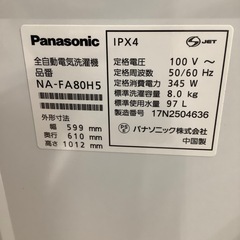 Panasonic
IPX4
JET
全自動電気洗濯機
品番
NA-FA80H5
外形寸法
幅 599 mm
奥行 610 mm
高さ 1012 mm
定格電圧 100 V ～
定格周波数 50/60 Hz
定格消費電力 345 W
標準洗濯容量 8.0 kg
標準使用水量 97 L
17N2504636
パナソニック株式会社
中国製